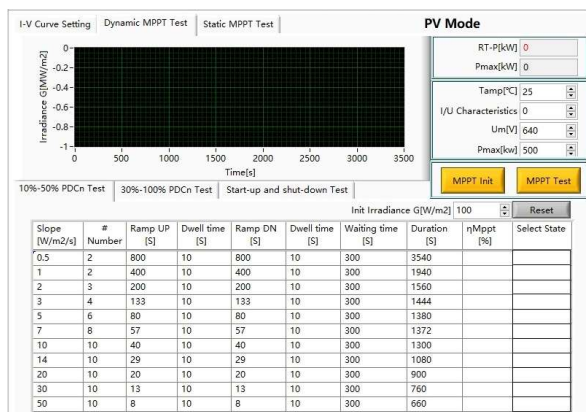 I-V Curve Setting Dynamic MPPT Test Static MPPT Test PV Mode
Irradiance G[MW/m2]
0
-0.2
-0.4
-0.6
-0.8
-1
0 500 1000 1500 2000 2500 3000 3500
Time[s]
RT-P[kW] 0
Pmax[kW] 0
Tamp[℃] 25
I/U Characteristics 0
Um[V] 640
Pmax[kw] 500
MPPT Init MPPT Test
10%-50% PDCn Test 30%-100% PDCn Test Start-up and shut-down Test
Init Irradiance G[W/m2] 100 Reset
Slope # Ramp UP Dwell time Ramp DN Dwell time Waiting time Duration ηMppt Select State
[W/m2/s] Number [S] [S] [S] [S] [S] [S] [%]
0.5 2 800 10 800 10 300 3540
1 2 400 10 400 10 300 1940
2 3 200 10 200 10 300 1560
3 4 133 10 133 10 300 1444
5 6 80 10 80 10 300 1380
7 8 57 10 57 10 300 1372
10 10 40 10 40 10 300 1300
14 10 29 10 29 10 300 1080
20 10 20 10 20 10 300 900
30 10 13 10 13 10 300 760
50 10 8 10 8 10 300 660